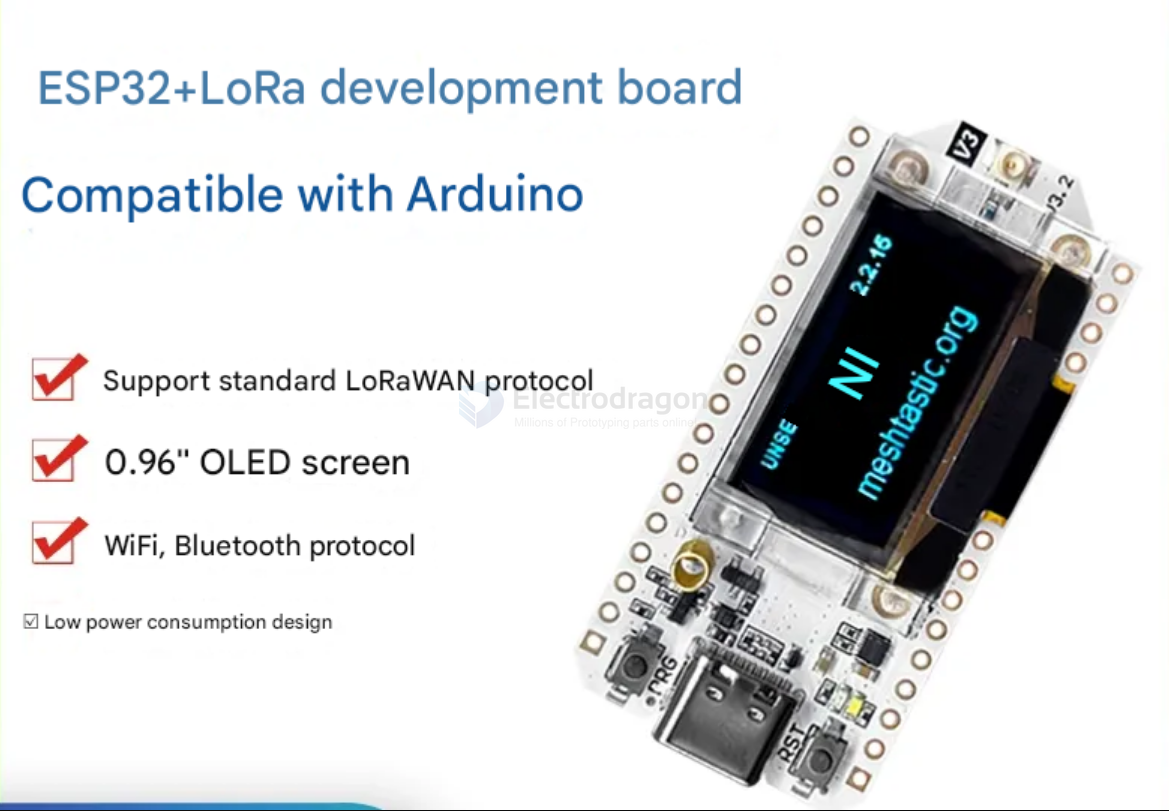 ESP32+LoRa development board
Compatible with Arduino
Support standard LoRaWAN protocol
0.96" OLED screen
WiFi, Bluetooth protocol
☑ Low power consumption design
Electrodragon
Millions of Prototyping parts online
V3
V3.2
2.2.15
NI
meshtastic.org
UNSE
PRG
RST